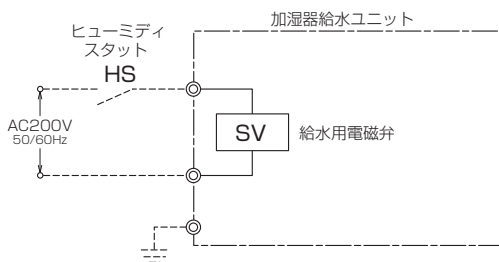 加湿器給水ユニット
ヒューミディ
スタット
HS
AC200V
50/60Hz
SV
給水用電磁弁